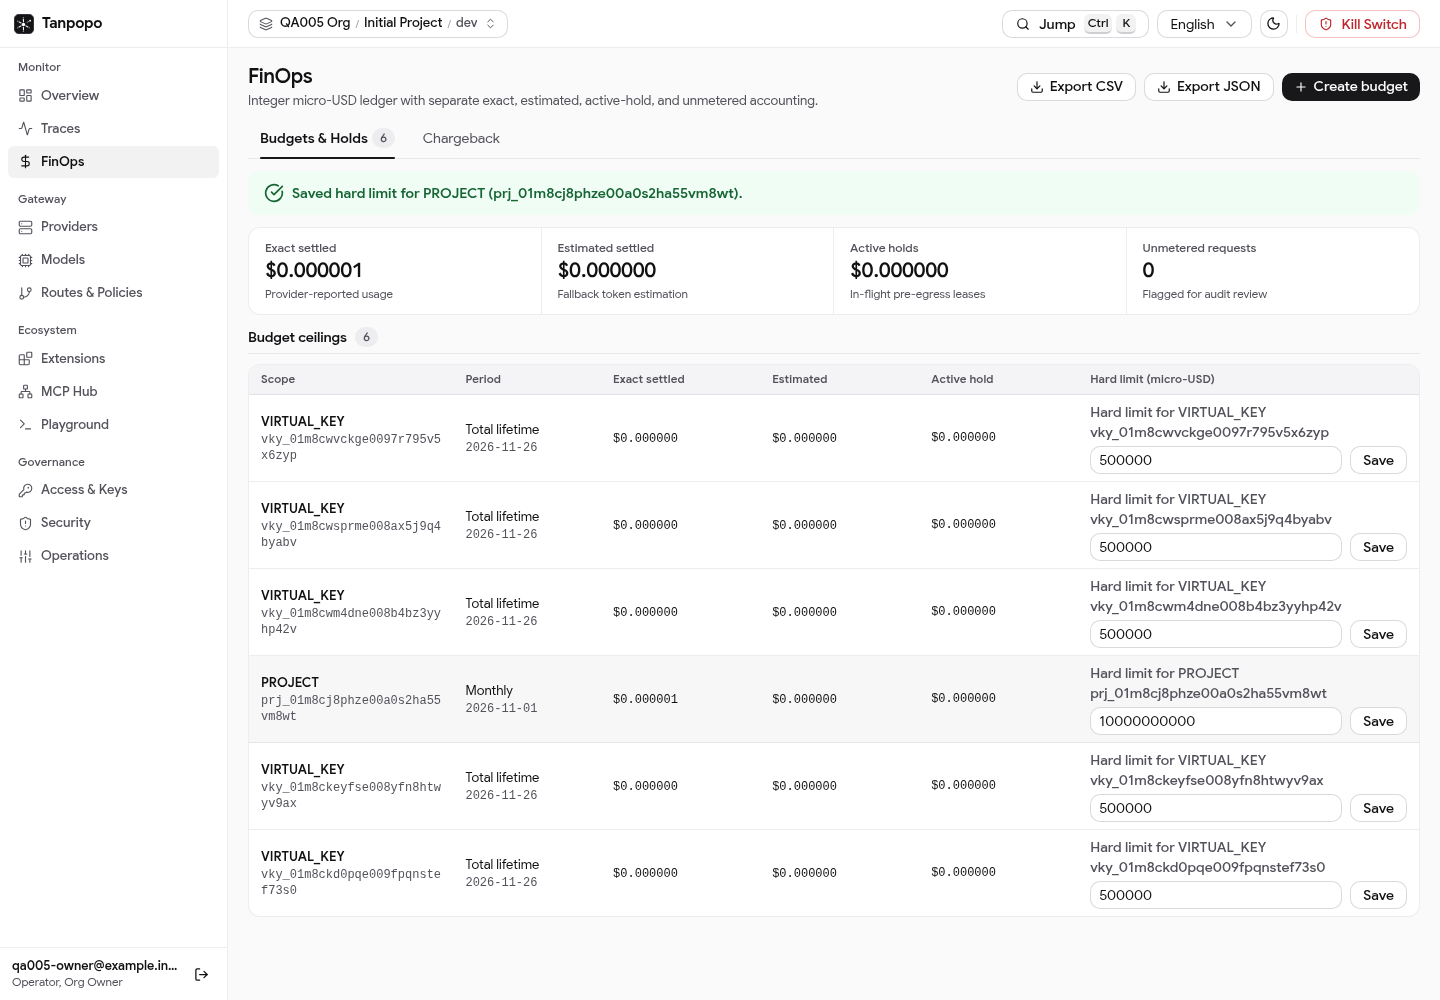 Tanpopo
QA005 Org / Initial Project / dev
Jump Ctrl K
English
Kill Switch
Monitor
Overview
Traces
FinOps
Gateway
Providers
Models
Routes & Policies
Ecosystem
Extensions
MCP Hub
Playground
Governance
Access & Keys
Security
Operations
qa005-owner@example.in...
Operator, Org Owner
FinOps
Integer micro-USD ledger with separate exact, estimated, active-hold, and unmetered accounting.
Export CSV
Export JSON
Create budget
Budgets & Holds 6
Chargeback
Saved hard limit for PROJECT (prj_01m8cj8phze00a0s2ha55vm8wt).
Exact settled
$0.000001
Provider-reported usage
Estimated settled
$0.000000
Fallback token estimation
Active holds
$0.000000
In-flight pre-egress leases
Unmetered requests
0
Flagged for audit review
Budget ceilings 6
Scope Period Exact settled Estimated Active hold Hard limit (micro-USD)
VIRTUAL_KEY
vky_01m8cwvckge0097r795v5
x6zyp
Total lifetime
2026-11-26
$0.000000
$0.000000
$0.000000
Hard limit for VIRTUAL_KEY
vky_01m8cwvckge0097r795v5x6zyp
500000
Save
VIRTUAL_KEY
vky_01m8cwsprme008ax5j9q4
byabv
Total lifetime
2026-11-26
$0.000000
$0.000000
$0.000000
Hard limit for VIRTUAL_KEY
vky_01m8cwsprme008ax5j9q4byabv
500000
Save
VIRTUAL_KEY
vky_01m8cwm4dne008b4bz3yy
hp42v
Total lifetime
2026-11-26
$0.000000
$0.000000
$0.000000
Hard limit for VIRTUAL_KEY
vky_01m8cwm4dne008b4bz3yyhp42v
500000
Save
PROJECT
prj_01m8cj8phze00a0s2ha55
vm8wt
Monthly
2026-11-01
$0.000001
$0.000000
$0.000000
Hard limit for PROJECT
prj_01m8cj8phze00a0s2ha55vm8wt
10000000000
Save
VIRTUAL_KEY
vky_01m8ckeyfse008yfn8htw
yv9ax
Total lifetime
2026-11-26
$0.000000
$0.000000
$0.000000
Hard limit for VIRTUAL_KEY
vky_01m8ckeyfse008yfn8htwyv9ax
500000
Save
VIRTUAL_KEY
vky_01m8ckd0pqe009fpqnste
f73s0
Total lifetime
2026-11-26
$0.000000
$0.000000
$0.000000
Hard limit for VIRTUAL_KEY
vky_01m8ckd0pqe009fpqnstef73s0
500000
Save